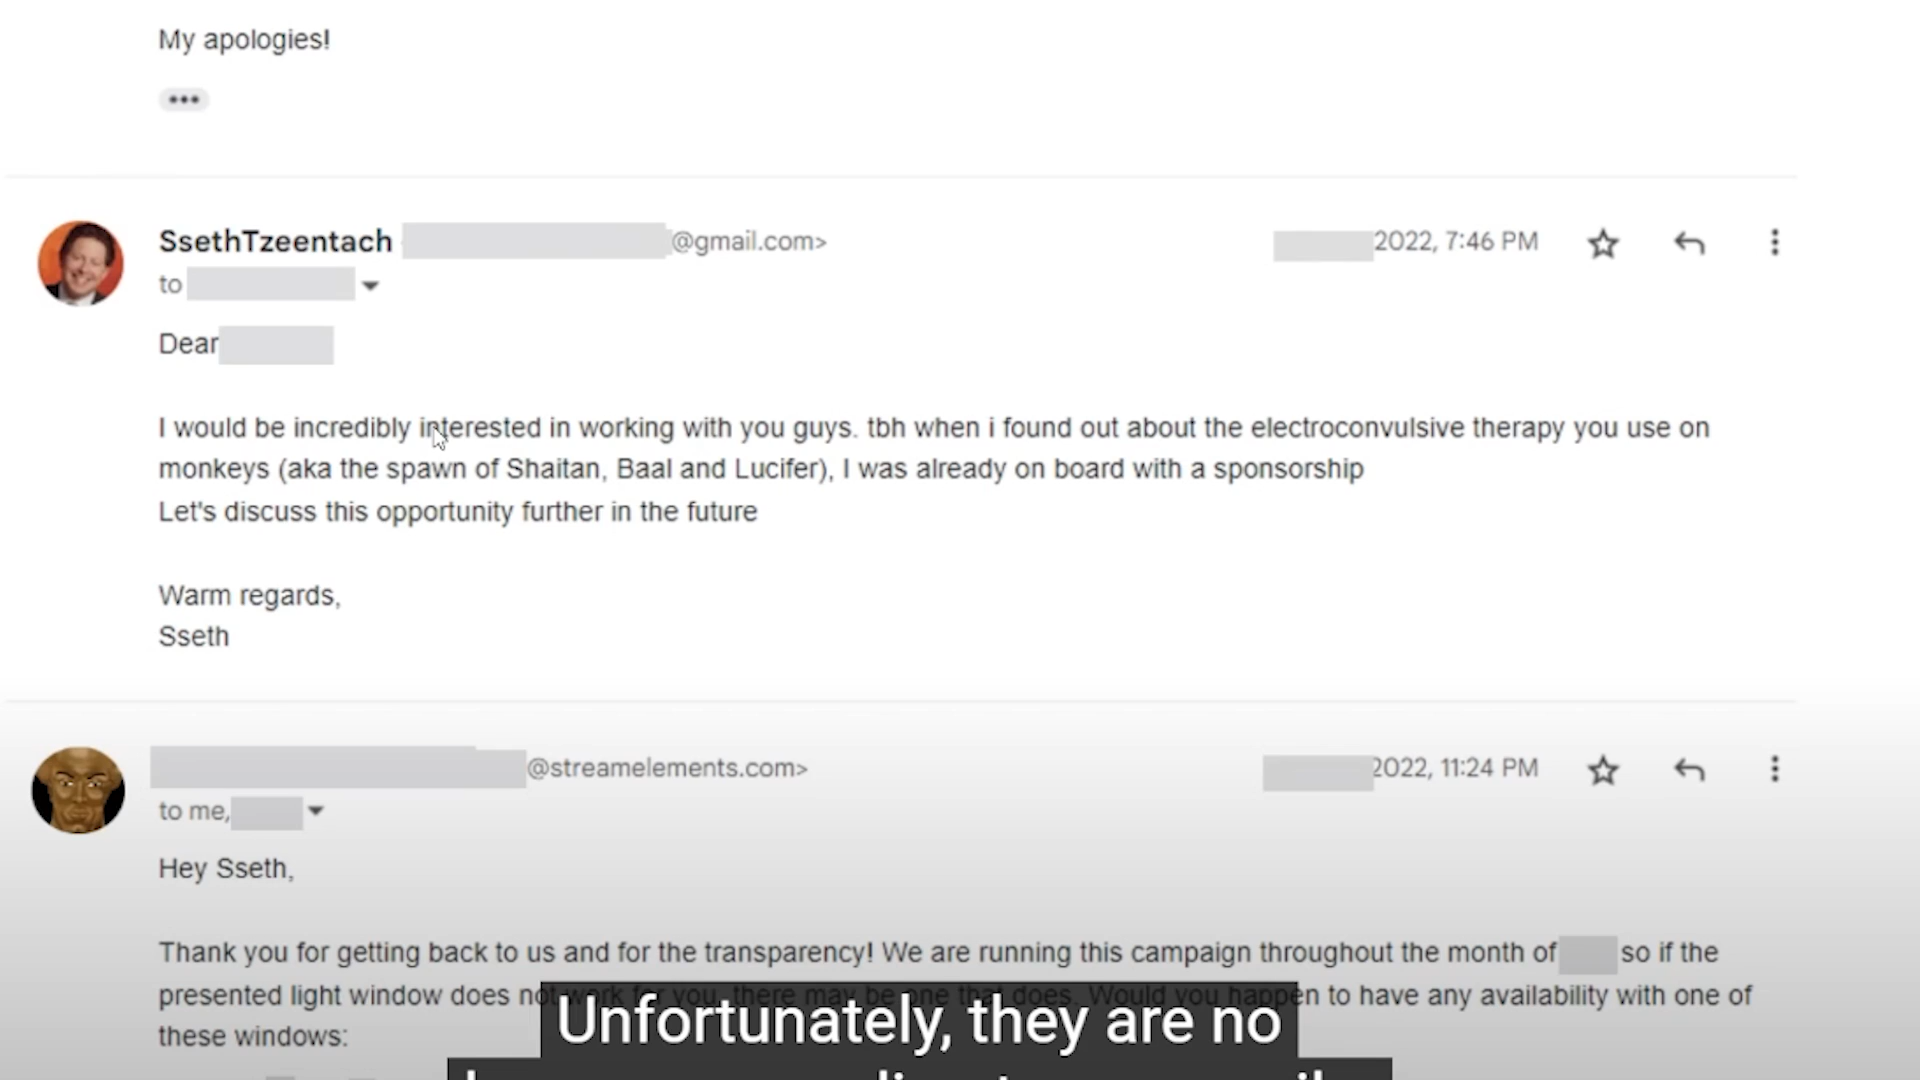 My apologies!
SsethTzeentach @gmail.com>
2022, 7:46 PM
to
Dear
I would be incredibly interested in working with you guys. tbh when i found out about the electroconvulsive therapy you use on
monkeys (aka the spawn of Shaitan, Baal and Lucifer), I was already on board with a sponsorship
Let's discuss this opportunity further in the future
Warm regards,
Sseth
@streamelements.com>
2022, 11:24 PM
to me,
Hey Sseth,
Thank you for getting back to us and for the transparency! We are running this campaign throughout the month of so if the
presented light window does not work for you, there may be one that does. Would you happen to have any availability with one of
these windows:
Unfortunately, they are no